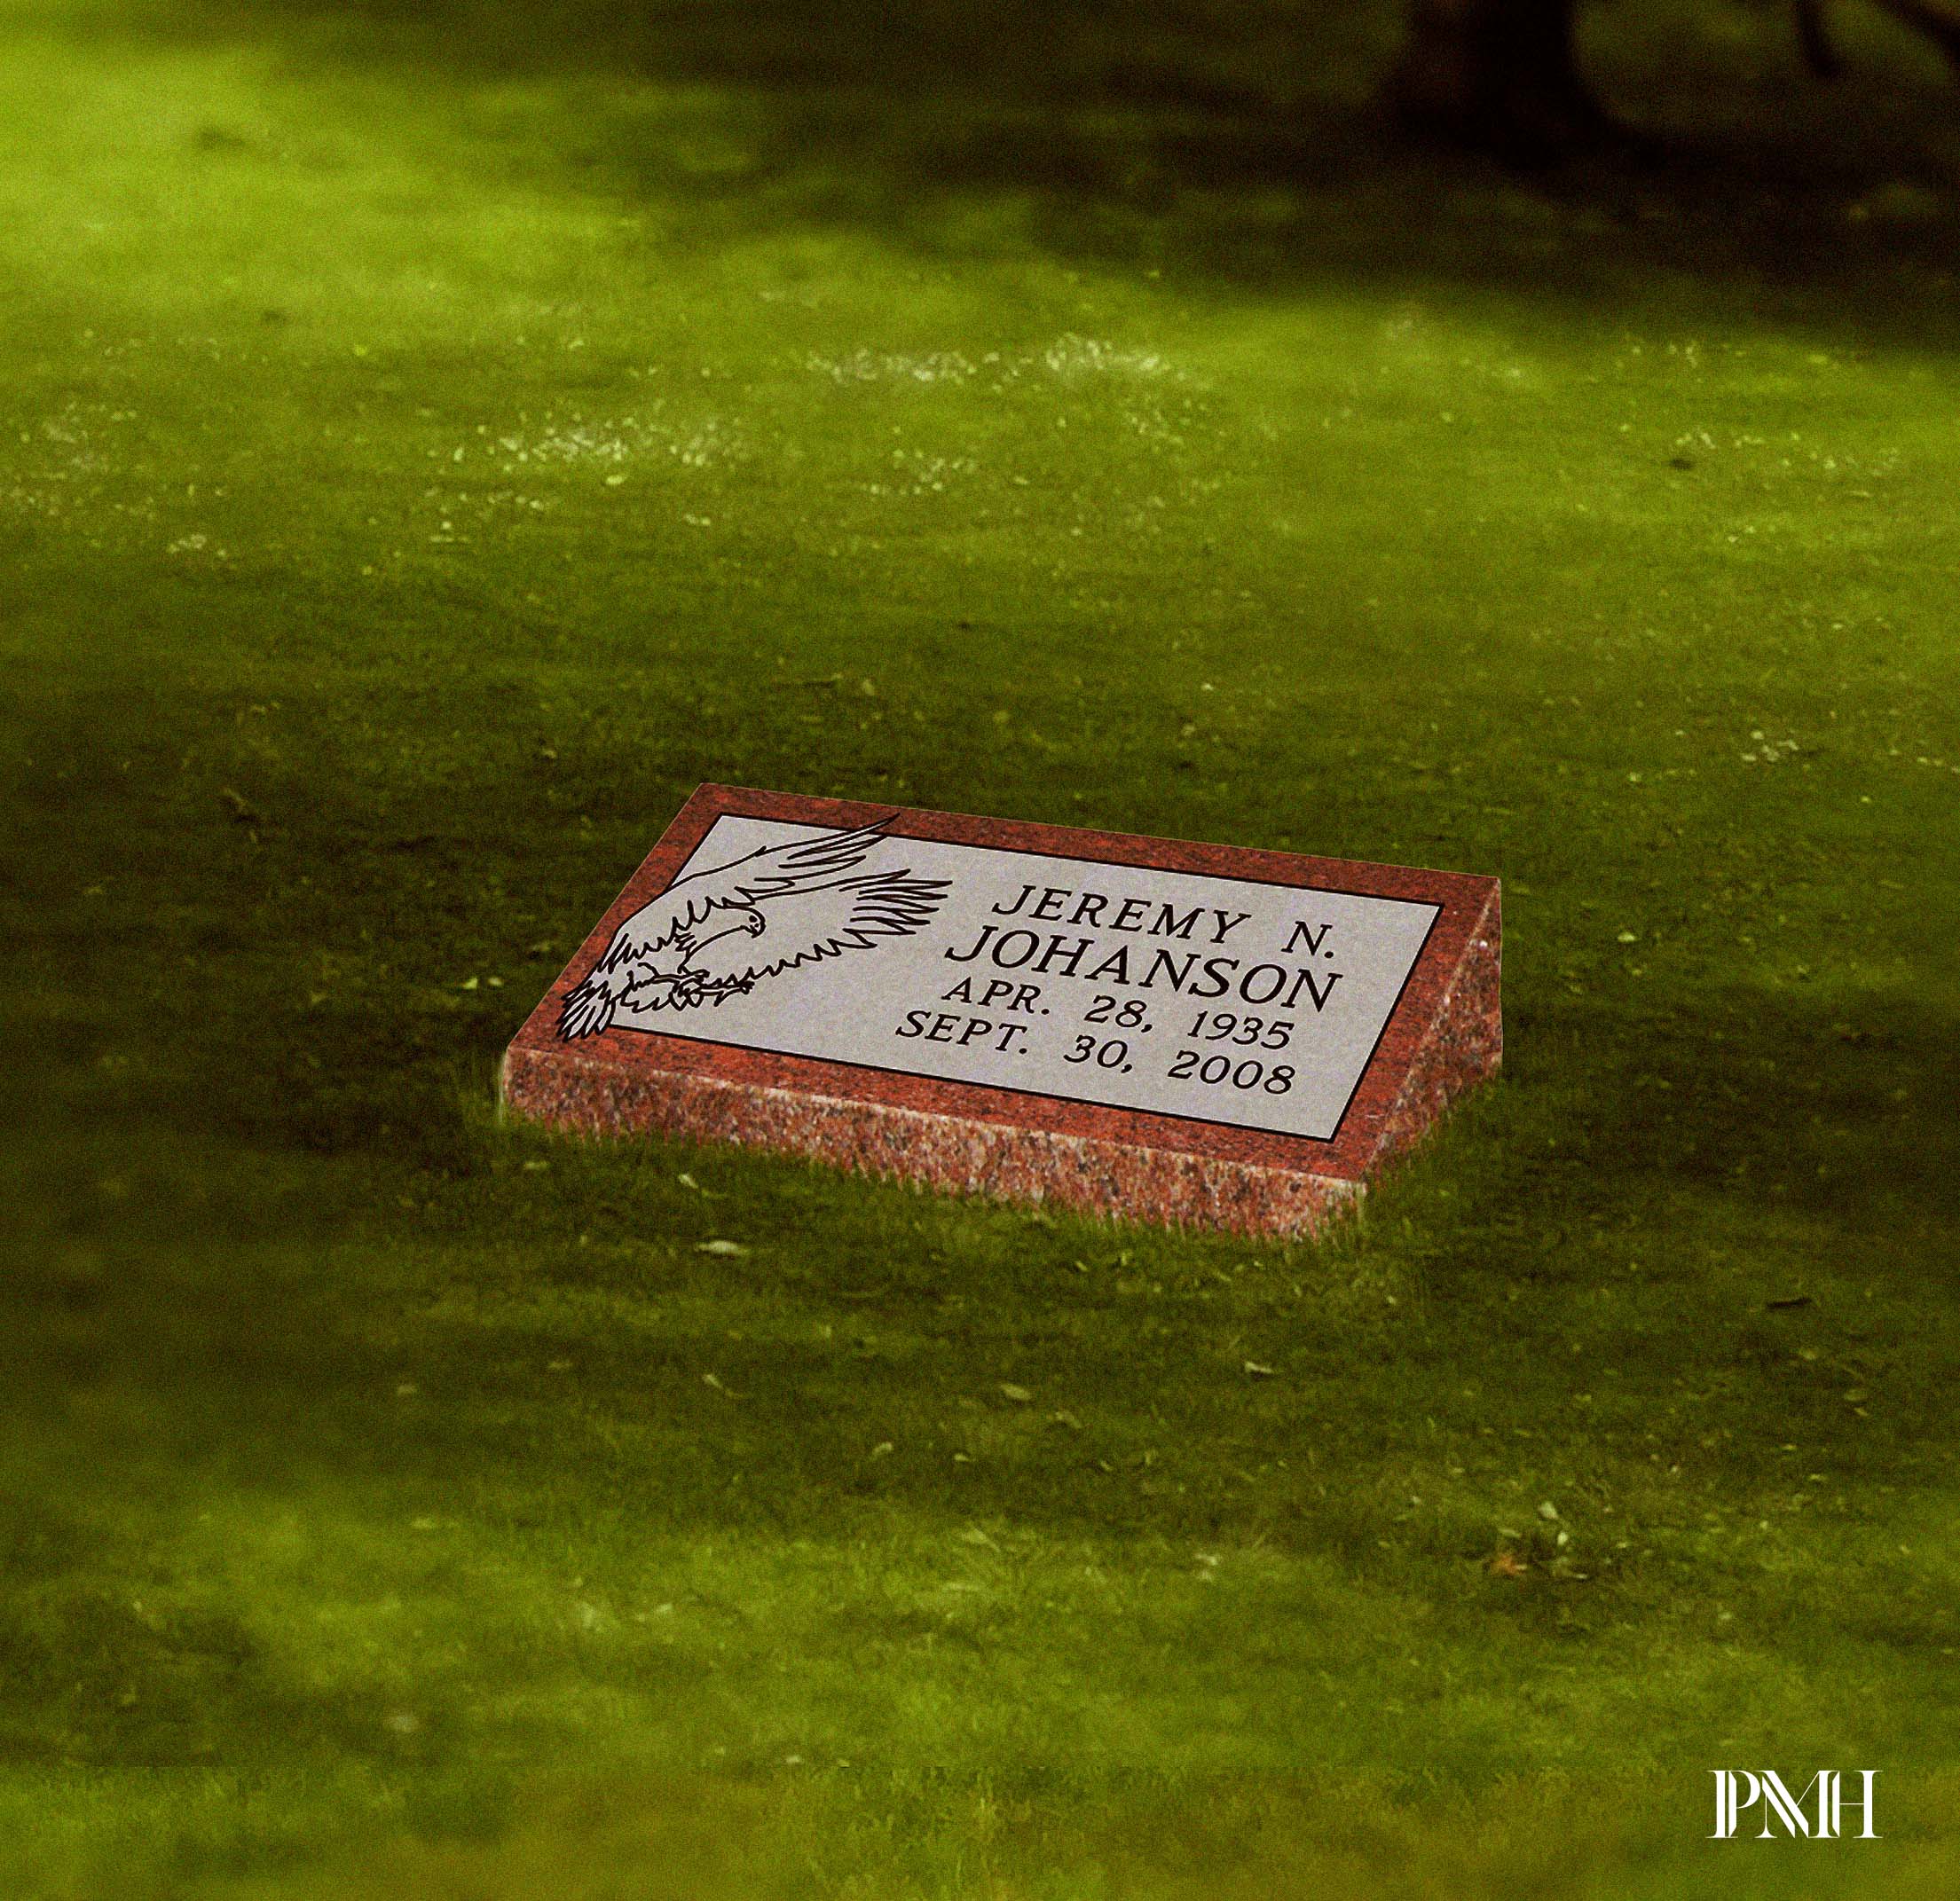 JEREMY N.
JOHANSON
APR. 28, 1935
SEPT. 30, 2008
PMH